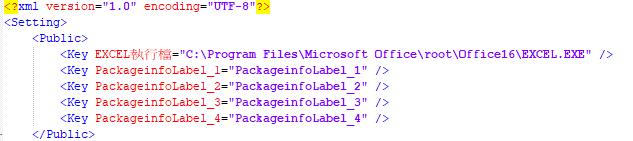 <?xml version="1.0" encoding="UTF-8"?>
<Setting>
<Public>
<Key EXCEL執行檔="C:\Program Files\Microsoft Office\root\Office16\EXCEL.EXE" />
<Key PackageinfoLabel_1="PackageinfoLabel_1" />
<Key PackageinfoLabel_2="PackageinfoLabel_2" />
<Key PackageinfoLabel_3="PackageinfoLabel_3" />
<Key PackageinfoLabel_4="PackageinfoLabel_4" />
</Public>